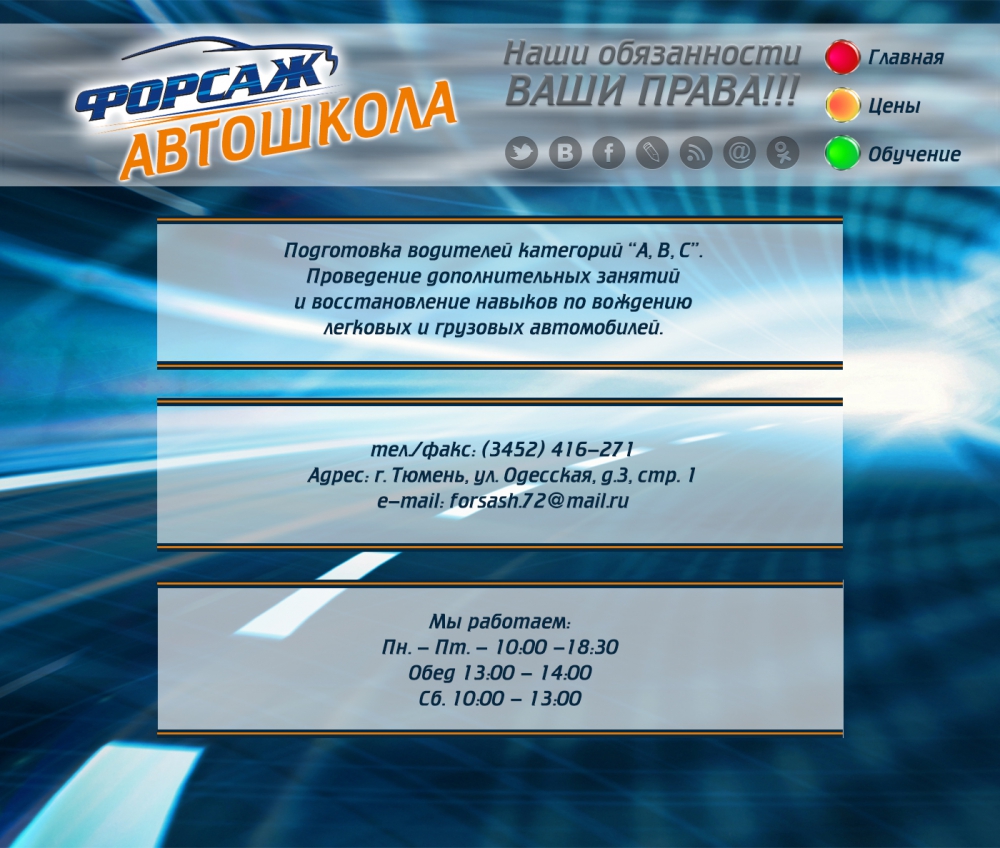 ФОРСАЖ
АВТОШКОЛА
Наши обязанности
ВАШИ ПРАВА!!!
Главная
Цены
Обучение
Подготовка водителей категорий “А, В, С”.
Проведение дополнительных занятий
и восстановление навыков по вождению
легковых и грузовых автомобилей.
тел./факс: (3452) 416–271
Адрес: г. Тюмень, ул. Одесская, д.3, стр. 1
e–mail: forsash.72@mail.ru
Мы работаем:
Пн. – Пт. – 10:00 –18:30
Обед 13:00 – 14:00
Сб. 10:00 – 13:00